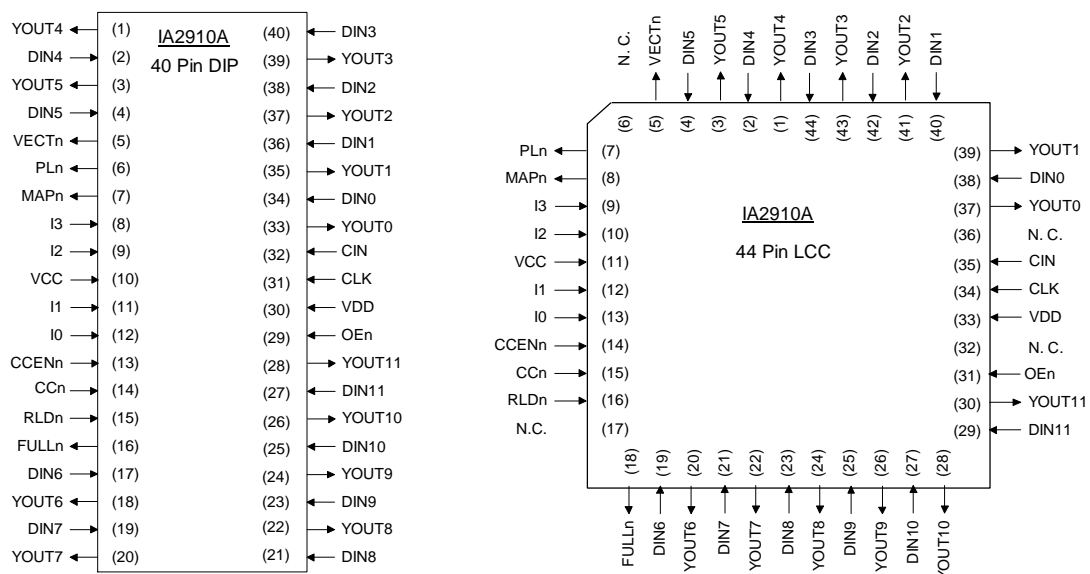 IA2910A
40 Pin DIP
YOUT4 (1) (40) DIN3
DIN4 (2) (39) YOUT3
YOUT5 (3) (38) DIN2
DIN5 (4) (37) YOUT2
VECTn (5) (36) DIN1
PLn (6) (35) YOUT1
MAPn (7) (34) DIN0
I3 (8) (33) YOUT0
I2 (9) (32) CIN
VCC (10) (31) CLK
I1 (11) (30) VDD
I0 (12) (29) OEn
CCENn (13) (28) YOUT11
CCn (14) (27) DIN11
RLDn (15) (26) YOUT10
FULLn (16) (25) DIN10
DIN6 (17) (24) YOUT9
YOUT6 (18) (23) DIN9
DIN7 (19) (22) YOUT8
YOUT7 (20) (21) DIN8
N. C. VECTn DIN5 YOUT5 DIN4 YOUT4 DIN3 YOUT3 DIN2 YOUT2 DIN1
(6) (5) (4) (3) (2) (1) (44) (43) (42) (41) (40)
PLn (7) (39) YOUT1
MAPn (8) (38) DIN0
I3 (9) (37) YOUT0
I2 (10) (36) N. C.
VCC (11) (35) CIN
I1 (12) (34) CLK
I0 (13) (33) VDD
CCENn (14) (32) N. C.
CCn (15) (31) OEn
RLDn (16) (30) YOUT11
N.C. (17) (29) DIN11
IA2910A
44 Pin LCC
(18) (19) (20) (21) (22) (23) (24) (25) (26) (27) (28)
FULLn DIN6 YOUT6 DIN7 YOUT7 DIN8 YOUT8 DIN9 YOUT9 DIN10 YOUT10